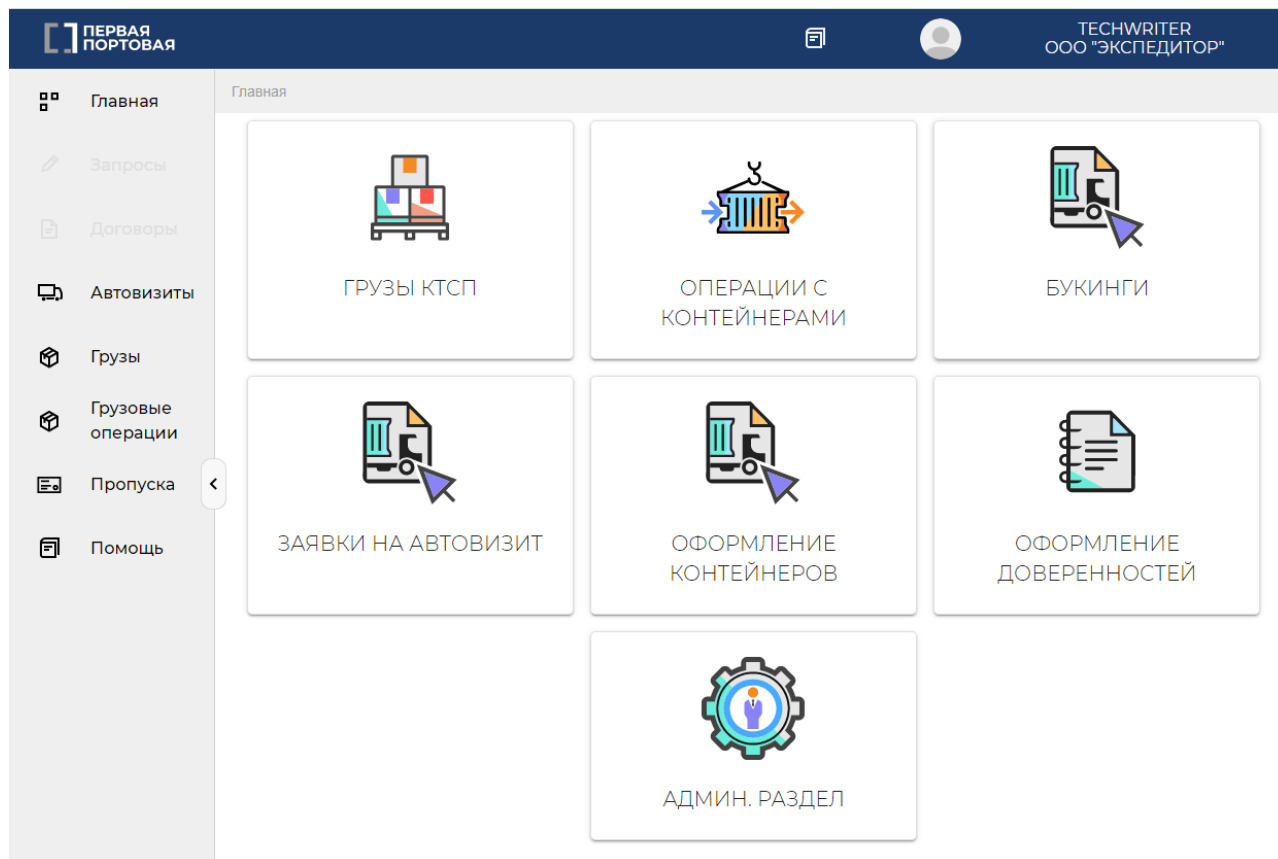 ПЕРВАЯ
ПОРТОВАЯ
TECHWRITER
ООО "ЭКСПЕДИТОР"
Главная
Запросы
Договоры
Автовизиты
Грузы
Грузовые
операции
Пропуска
Помощь
Главная
ГРУЗЫ КТСП
ОПЕРАЦИИ С
КОНТЕЙНЕРАМИ
БУКИНГИ
ЗАЯВКИ НА АВТОВИЗИТ
ОФОРМЛЕНИЕ
КОНТЕЙНЕРОВ
ОФОРМЛЕНИЕ
ДОВЕРЕННОСТЕЙ
АДМИН. РАЗДЕЛ